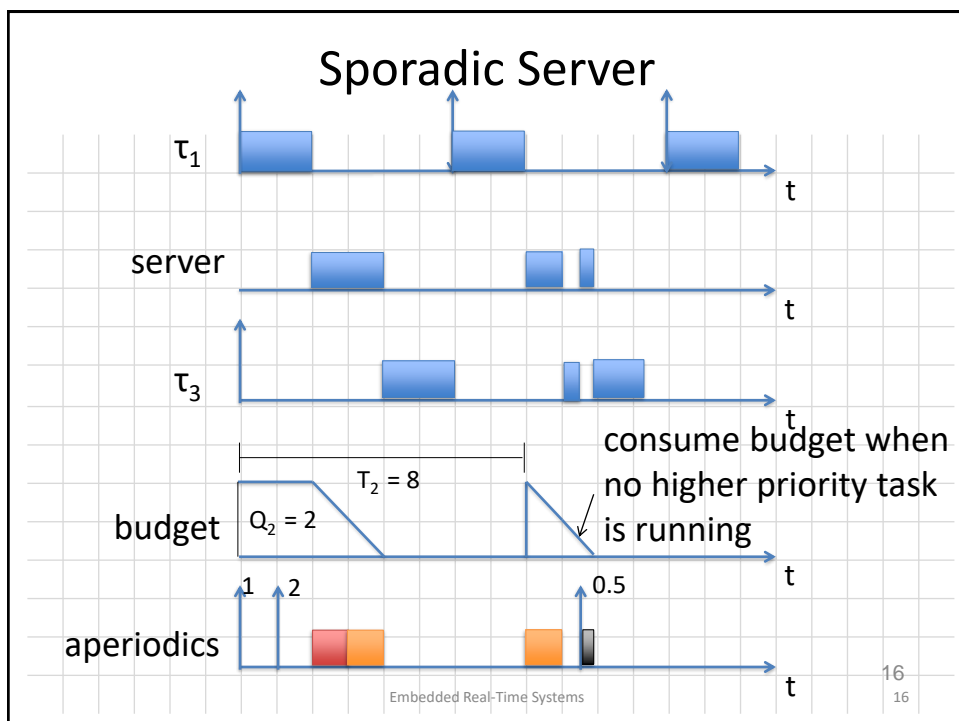 Sporadic Server
τ1
t
server
t
τ3
t
consume budget when
no higher priority task
is running
T2 = 8
Q2 = 2
budget
t
1
2
0.5
aperiodics
t
16
Embedded Real-Time Systems
16